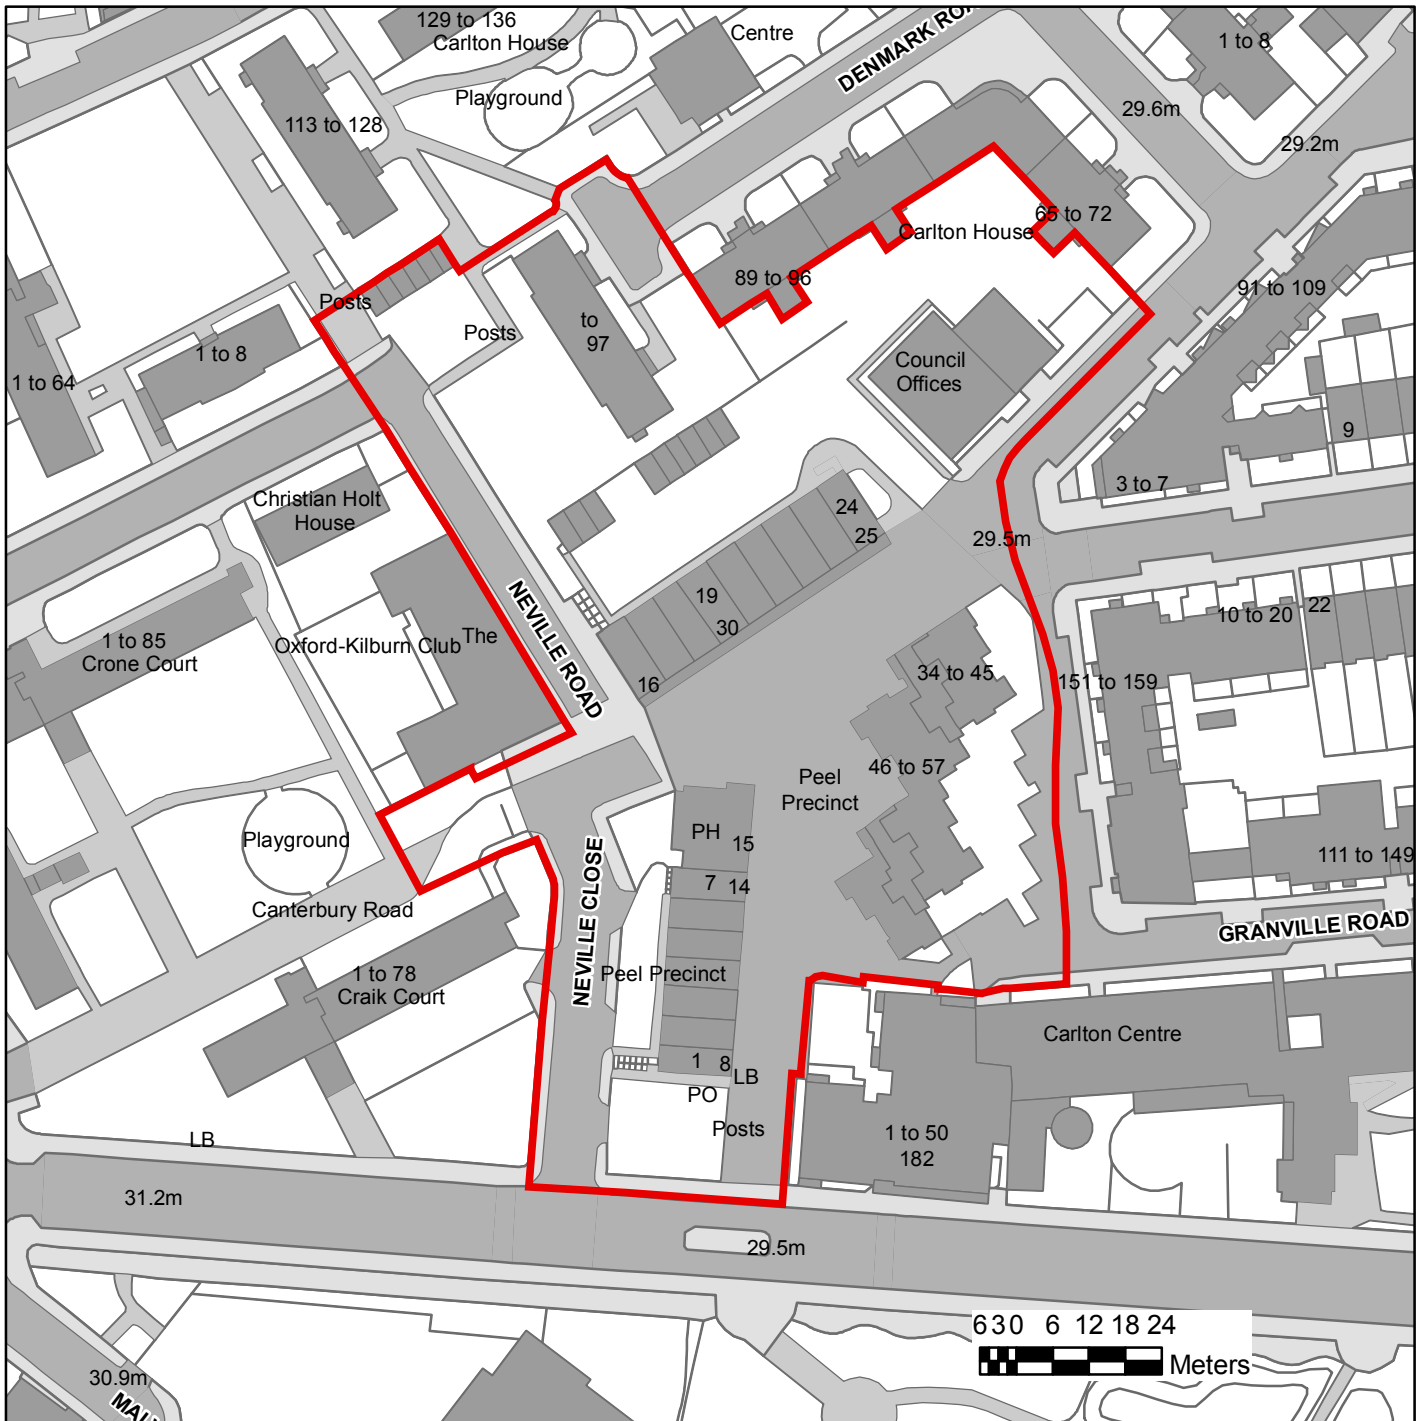 129 to 136
Carlton House
Centre
DENMARK RO
1 to 8
Playground
29.6m
113 to 128
29.2m
65 to 72
Carlton House
89 to 96
91 to 109
Posts
Posts
to
97
1 to 8
1 to 64
Council
Offices
9
3 to 7
Christian Holt
House
24
25
29.5m
NEVILLE ROAD
19
30
10 to 20
22
1 to 85
Crone Court
Oxford-Kilburn Club
The
34 to 45
16
151 to 159
46 to 57
Peel
Precinct
Playground
PH
15
7
14
111 to 149
NEVILLE CLOSE
Canterbury Road
GRANVILLE ROAD
1 to 78
Craik Court
Peel Precinct
Carlton Centre
1
8
LB
PO
Posts
1 to 50
182
LB
31.2m
29.5m
6 3 0 6 12 18 24
Meters
30.9m